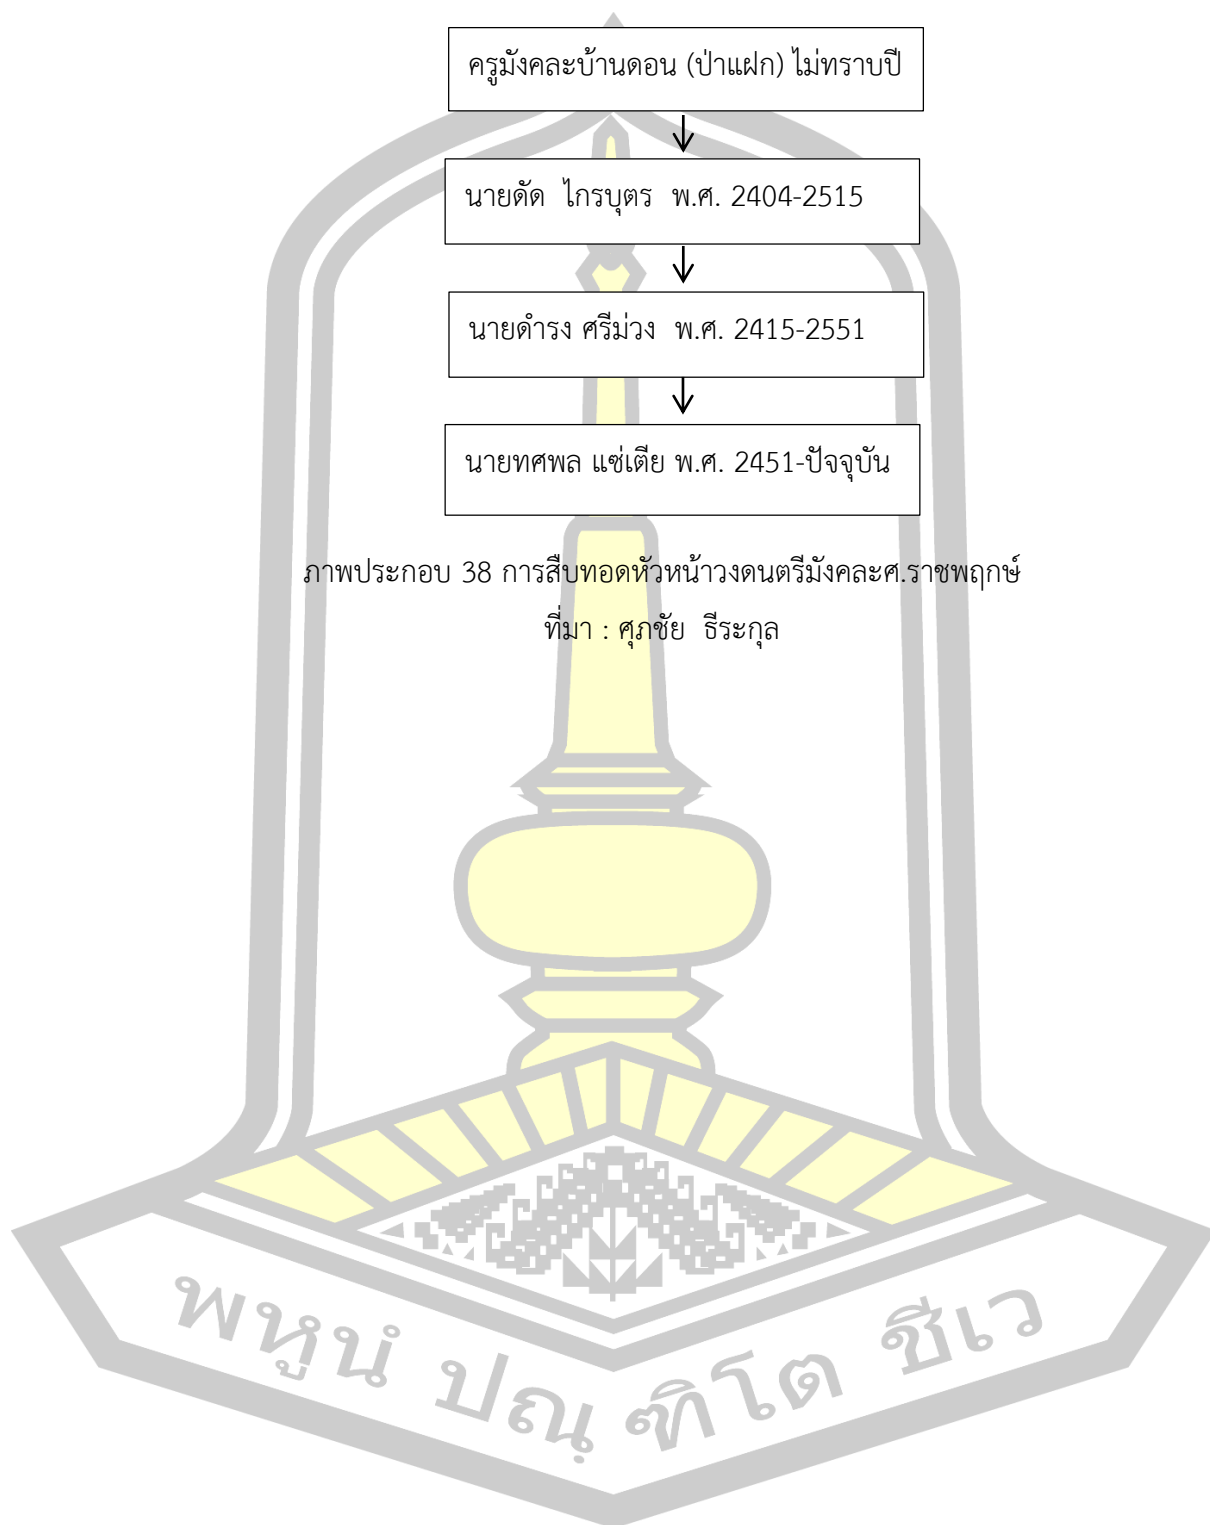 ครูมังคละบ้านดอน (ป่าแฝก) ไม่ทราบปี
นายดัด ไกรบุตร พ.ศ. 2404-2515
นายดำรง ศรีม่วง พ.ศ. 2415-2551
นายทศพล แซ่เตีย พ.ศ. 2451-ปัจจุบัน
ภาพประกอบ 38 การสืบทอดหัวหน้าวงดนตรีมังคละศ.ราชพฤกษ์
ที่มา : ศุภชัย ธีระกุล
พหูนํ ปณฺฑิโต ชีเว